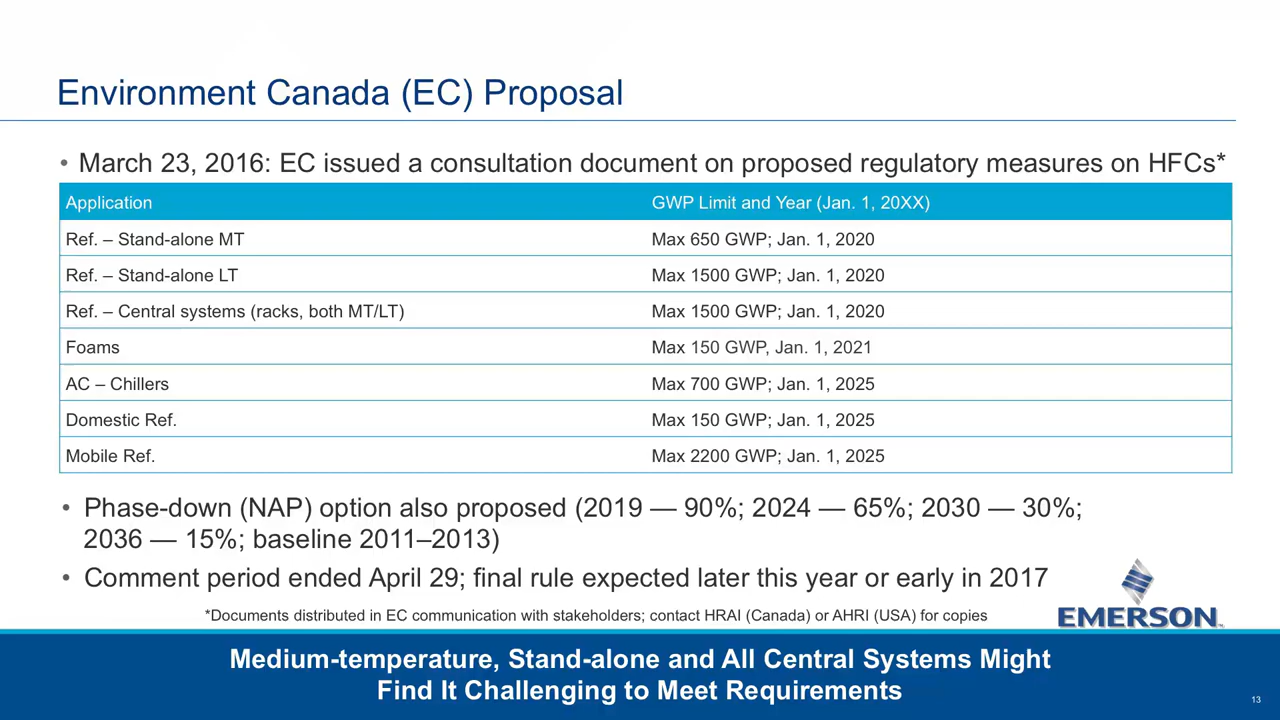 Environment Canada (EC) Proposal
• March 23, 2016: EC issued a consultation document on proposed regulatory measures on HFCs*
Application GWP Limit and Year (Jan. 1, 20XX)
Ref. – Stand-alone MT Max 650 GWP; Jan. 1, 2020
Ref. – Stand-alone LT Max 1500 GWP; Jan. 1, 2020
Ref. – Central systems (racks, both MT/LT) Max 1500 GWP; Jan. 1, 2020
Foams Max 150 GWP, Jan. 1, 2021
AC – Chillers Max 700 GWP; Jan. 1, 2025
Domestic Ref. Max 150 GWP; Jan. 1, 2025
Mobile Ref. Max 2200 GWP; Jan. 1, 2025
• Phase-down (NAP) option also proposed (2019 — 90%; 2024 — 65%; 2030 — 30%;
2036 — 15%; baseline 2011–2013)
• Comment period ended April 29; final rule expected later this year or early in 2017
*Documents distributed in EC communication with stakeholders; contact HRAI (Canada) or AHRI (USA) for copies
EMERSON™
Medium-temperature, Stand-alone and All Central Systems Might
Find It Challenging to Meet Requirements
13